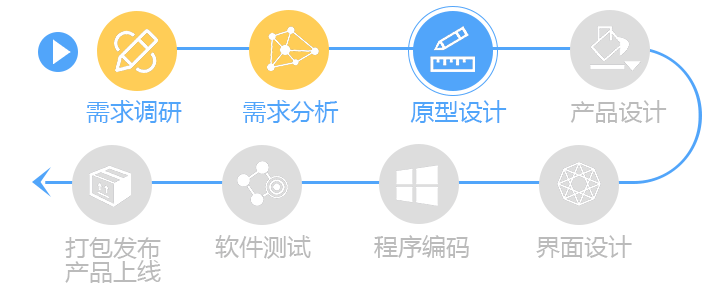 需求调研
需求分析
原型设计
产品设计
打包发布
产品上线
软件测试
程序编码
界面设计